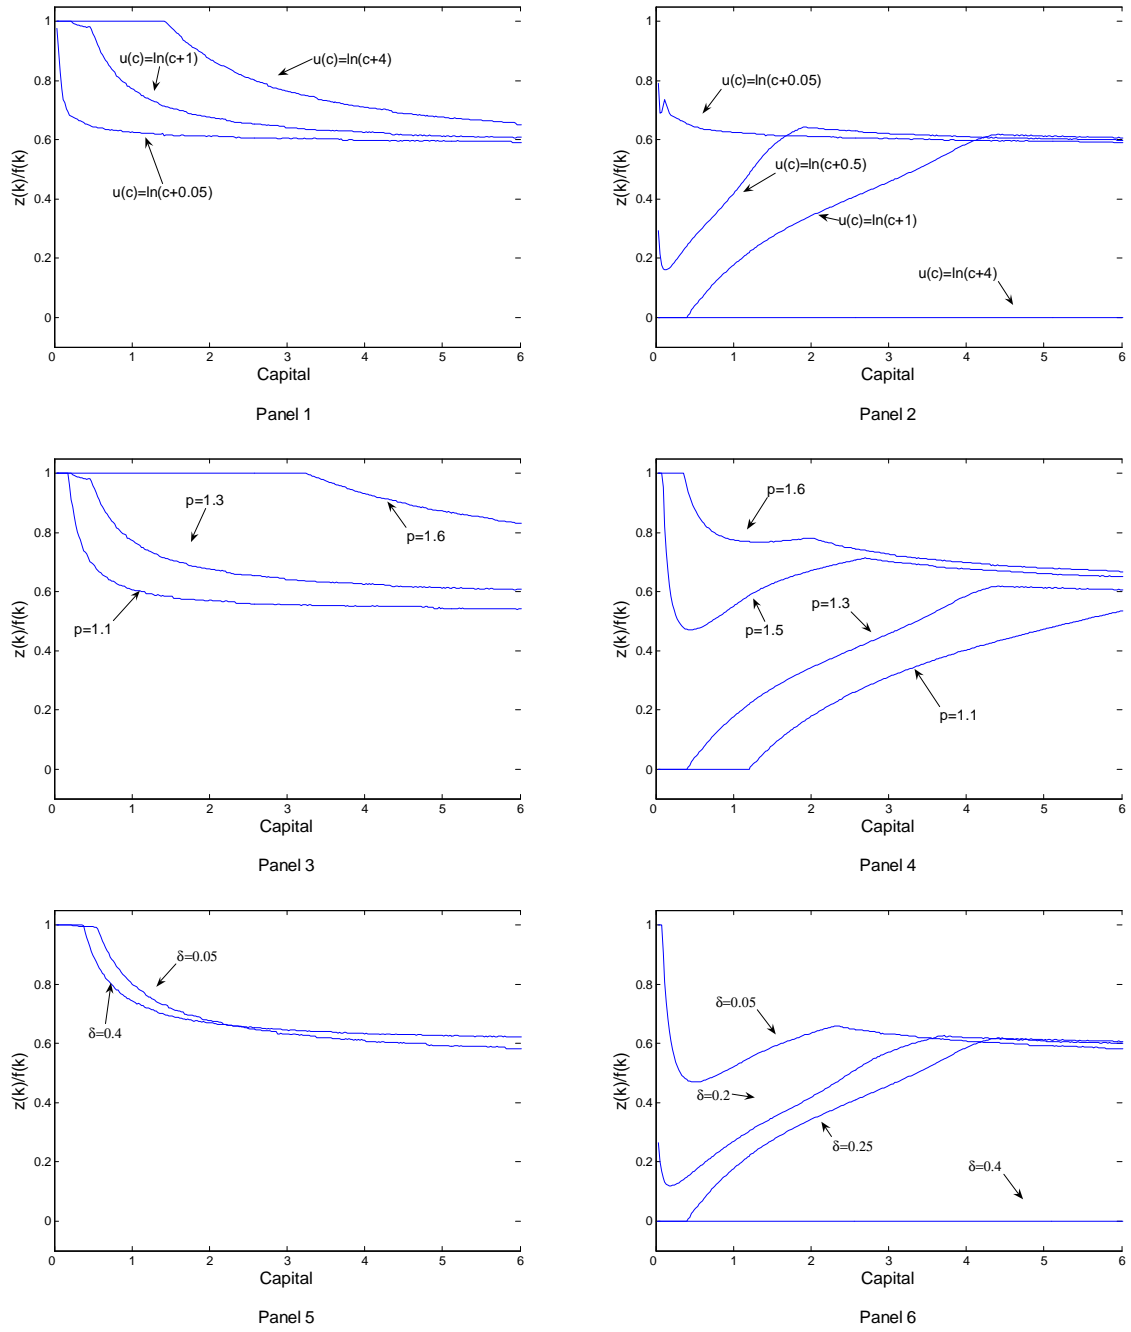 1
0.8
0.6
0.4
0.2
0
z(k)/f(k)
u(c)=ln(c+1)
u(c)=ln(c+4)
u(c)=ln(c+0.05)
0 1 2 3 4 5 6
Capital
Panel 1
1
0.8
0.6
0.4
0.2
0
z(k)/f(k)
u(c)=ln(c+0.05)
u(c)=ln(c+0.5)
u(c)=ln(c+1)
u(c)=ln(c+4)
0 1 2 3 4 5 6
Capital
Panel 2
1
0.8
0.6
0.4
0.2
0
z(k)/f(k)
p=1.3
p=1.6
p=1.1
0 1 2 3 4 5 6
Capital
Panel 3
1
0.8
0.6
0.4
0.2
0
z(k)/f(k)
p=1.6
p=1.3
p=1.5
p=1.1
0 1 2 3 4 5 6
Capital
Panel 4
1
0.8
0.6
0.4
0.2
0
z(k)/f(k)
δ=0.05
δ=0.4
0 1 2 3 4 5 6
Capital
Panel 5
1
0.8
0.6
0.4
0.2
0
z(k)/f(k)
δ=0.05
δ=0.2
δ=0.25
δ=0.4
0 1 2 3 4 5 6
Capital
Panel 6